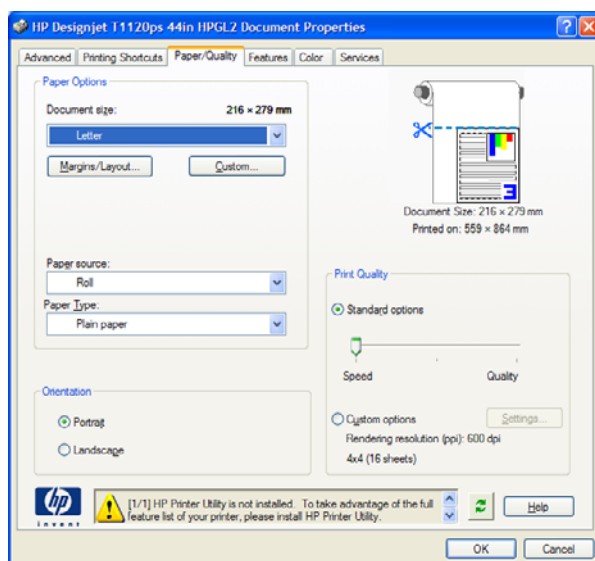 HP Designjet T1120ps 44in HPGL2 Document Properties
Advanced Printing Shortcuts Paper/Quality Features Color Services
Paper Options
Document size: 216 × 279 mm
Letter
Margins/Layout... Custom...
3
Document Size: 216 × 279 mm
Printed on: 559 × 864 mm
Paper source:
Roll
Paper Type:
Plain paper
Print Quality
Standard options
Speed Quality
Custom options Settings...
Rendering resolution (ppi): 600 dpi
4x4 (16 sheets)
Orientation
Portrait
Landscape
hp
invent
[1/1] HP Printer Utility is not installed. To take advantage of the full
feature list of your printer, please install HP Printer Utility.
Help
OK Cancel